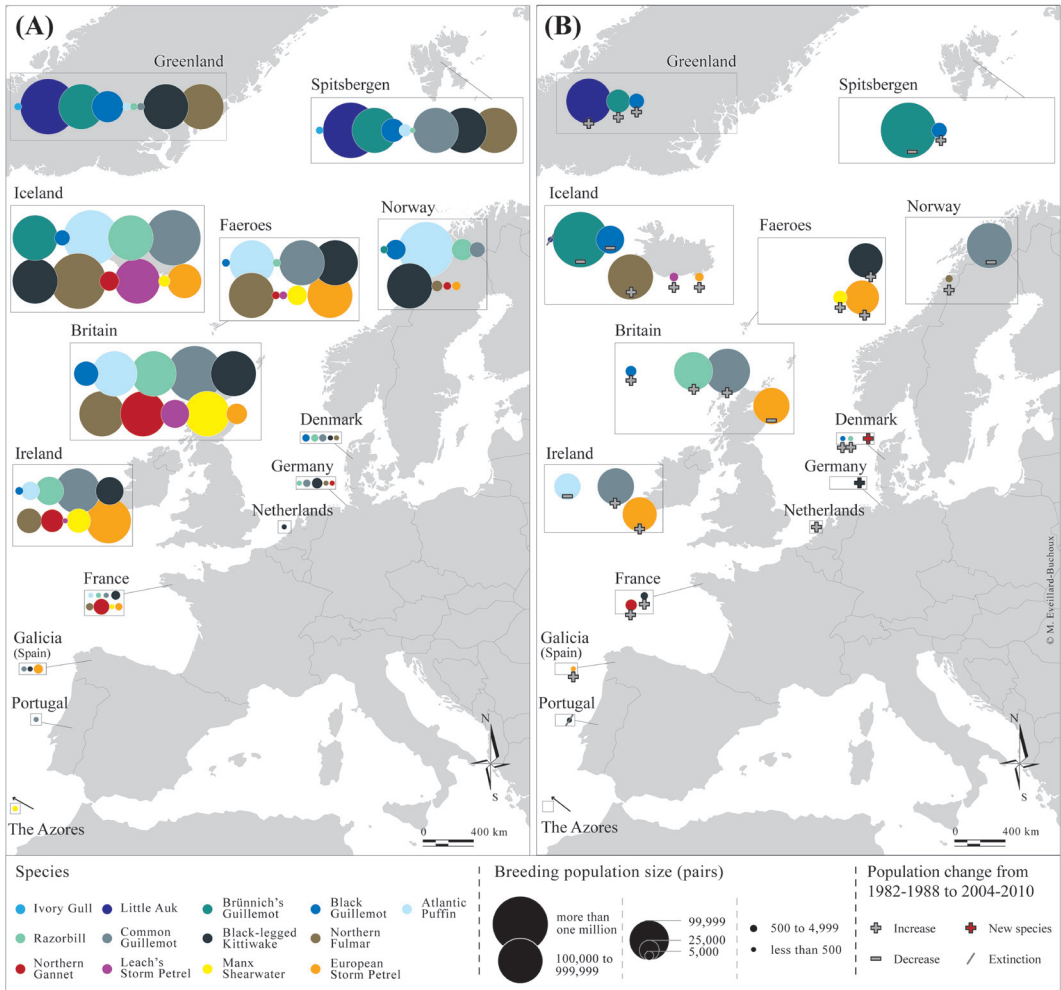 (A)
Greenland
Spitsbergen
Iceland
Faeroes
Norway
Britain
Denmark
Ireland
Germany
Netherlands
France
Galicia
(Spain)
Portugal
The Azores
N
S
0 400 km
(B)
Greenland
Spitsbergen
Iceland
Faeroes
Norway
Britain
Denmark
Ireland
Germany
Netherlands
France
Galicia
(Spain)
Portugal
The Azores
N
S
0 400 km
© M. Eveillard-Buchoux
Species
Ivory Gull
Little Auk
Brünnich's
Guillemot
Black
Guillemot
Atlantic
Puffin
Razorbill
Common
Guillemot
Black-legged
Kittiwake
Northern
Fulmar
Northern
Gannet
Leach's
Storm Petrel
Manx
Shearwater
European
Storm Petrel
Breeding population size (pairs)
more than
one million
100,000 to
999,999
99,999
25,000
5,000
500 to 4,999
less than 500
Population change from
1982-1988 to 2004-2010
Increase
New species
Decrease
Extinction